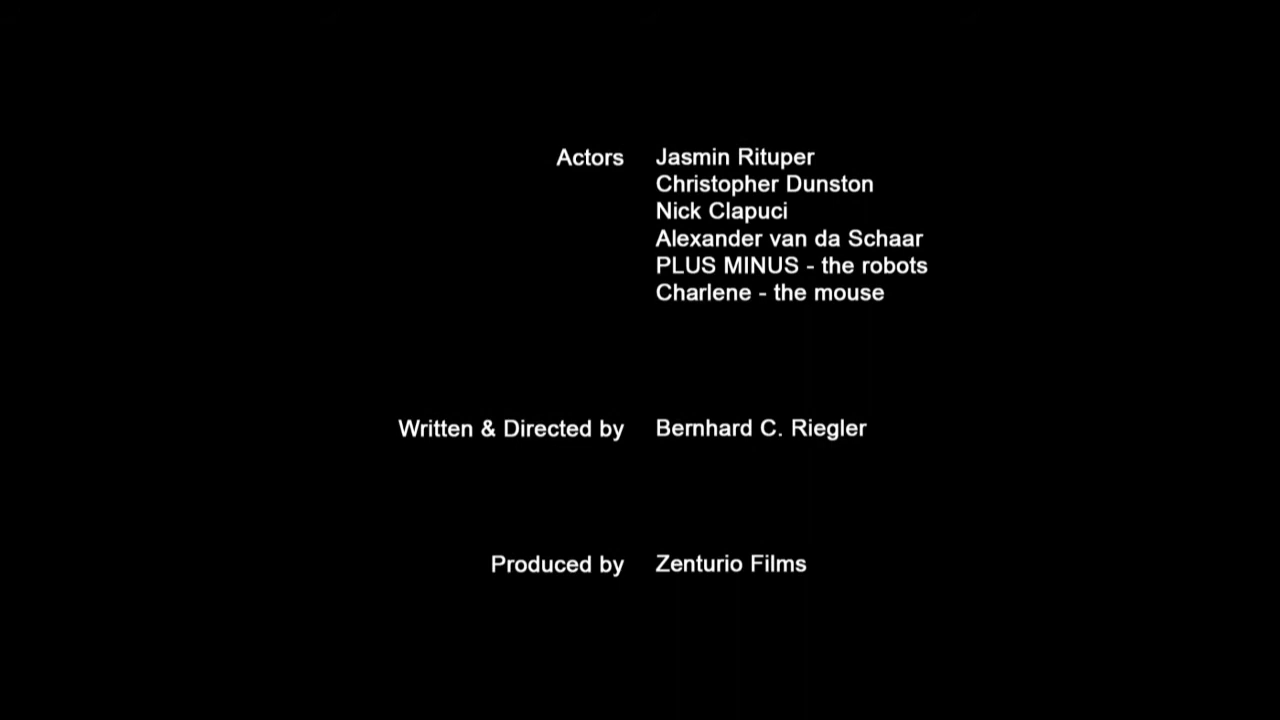 Actors Jasmin Rituper
Christopher Dunston
Nick Clapuci
Alexander van da Schaar
PLUS MINUS - the robots
Charlene - the mouse
Written & Directed by Bernhard C. Riegler
Produced by Zenturio Films